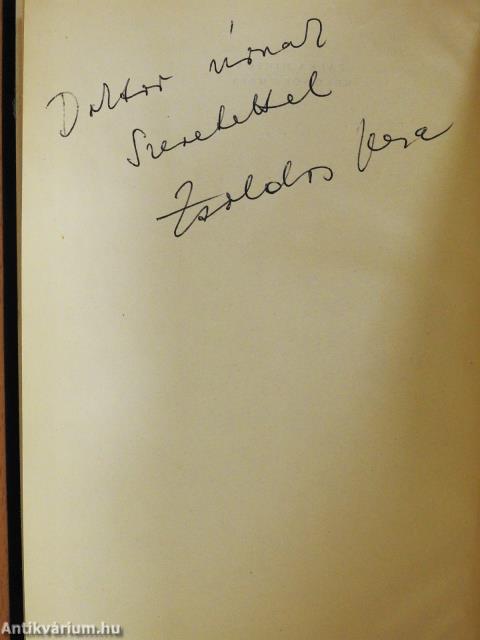 Doktor úrnak
Szeretettel
Zsoldos Vera
Antikvárium.hu